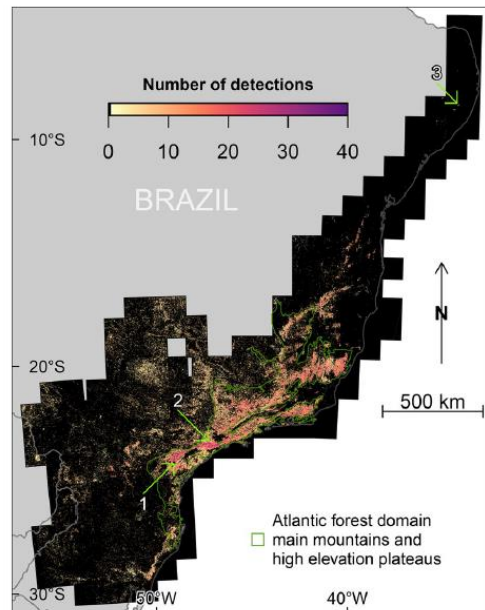 3
Number of detections
0 10 20 30 40
10°S
BRAZIL
N
20°S
2
500 km
1
Atlantic forest domain
main mountains and
high elevation plateaus
30°S
50°W 40°W